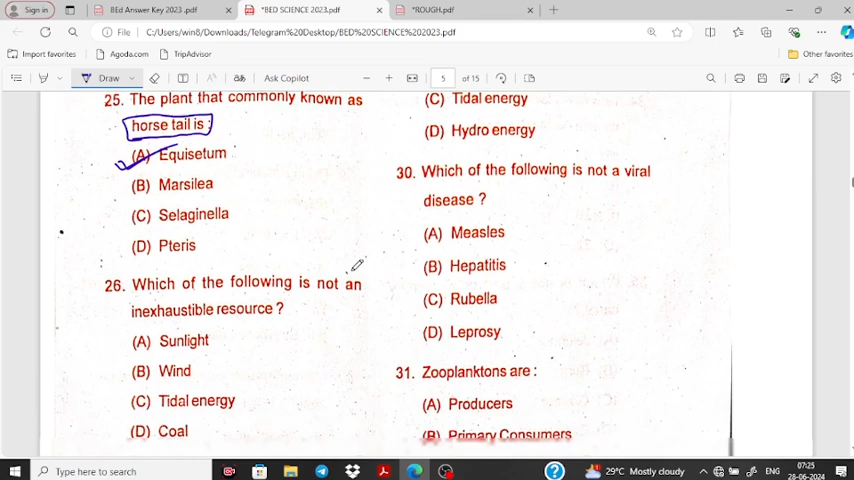 Sign in
BEd Answer Key 2023 .pdf
*BED SCIENCE 2023.pdf
*ROUGH.pdf
File
C:/Users/win8/Downloads/Telegram%20Desktop/BED%20SCIENCE%202023.pdf
Import favorites
Agoda.com
TripAdvisor
Other favorites
Draw
Ask Copilot
5 of 15
25. The plant that commonly known as
horse tail is :
(A) Equisetum
(B) Marsilea
(C) Selaginella
(D) Pteris
26. Which of the following is not an
inexhaustible resource ?
(A) Sunlight
(B) Wind
(C) Tidal energy
(D) Coal
(C) Tidal energy
(D) Hydro energy
30. Which of the following is not a viral
disease ?
(A) Measles
(B) Hepatitis
(C) Rubella
(D) Leprosy
31. Zooplanktons are :
(A) Producers
(B) Primary Consumers
Type here to search
29°C Mostly cloudy
ENG
07:25
28-06-2024